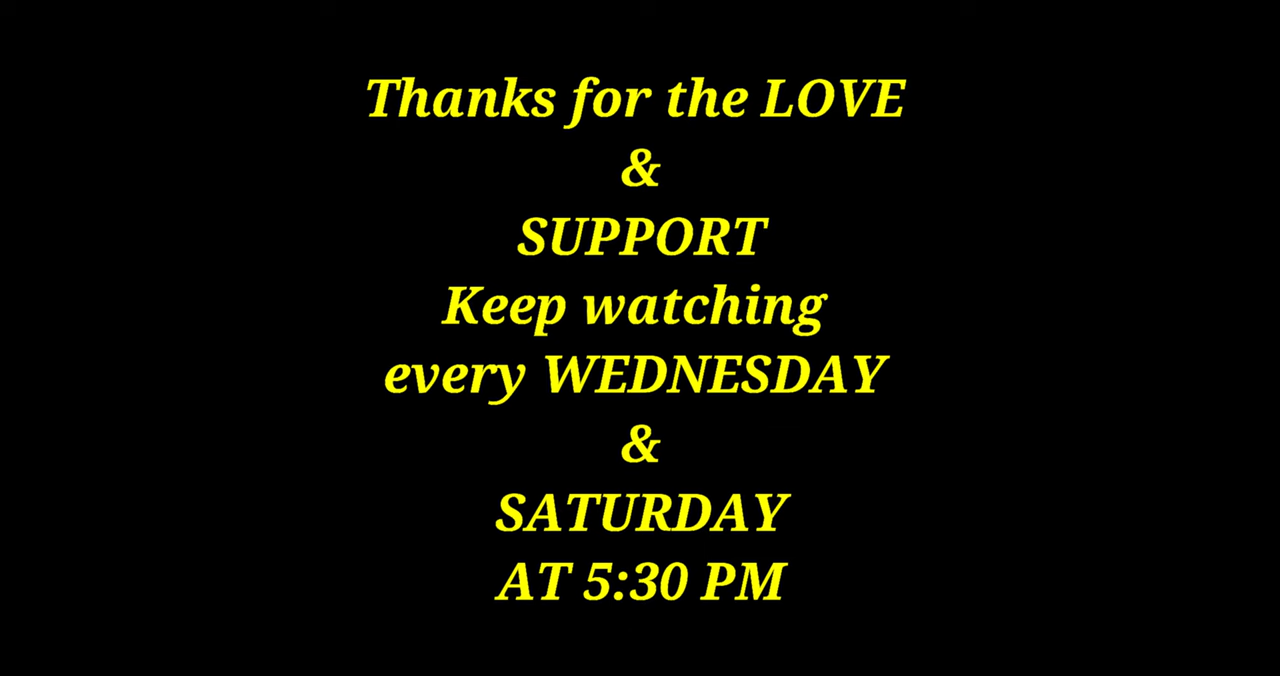 Thanks for the LOVE
&
SUPPORT
Keep watching
every WEDNESDAY
&
SATURDAY
AT 5:30 PM